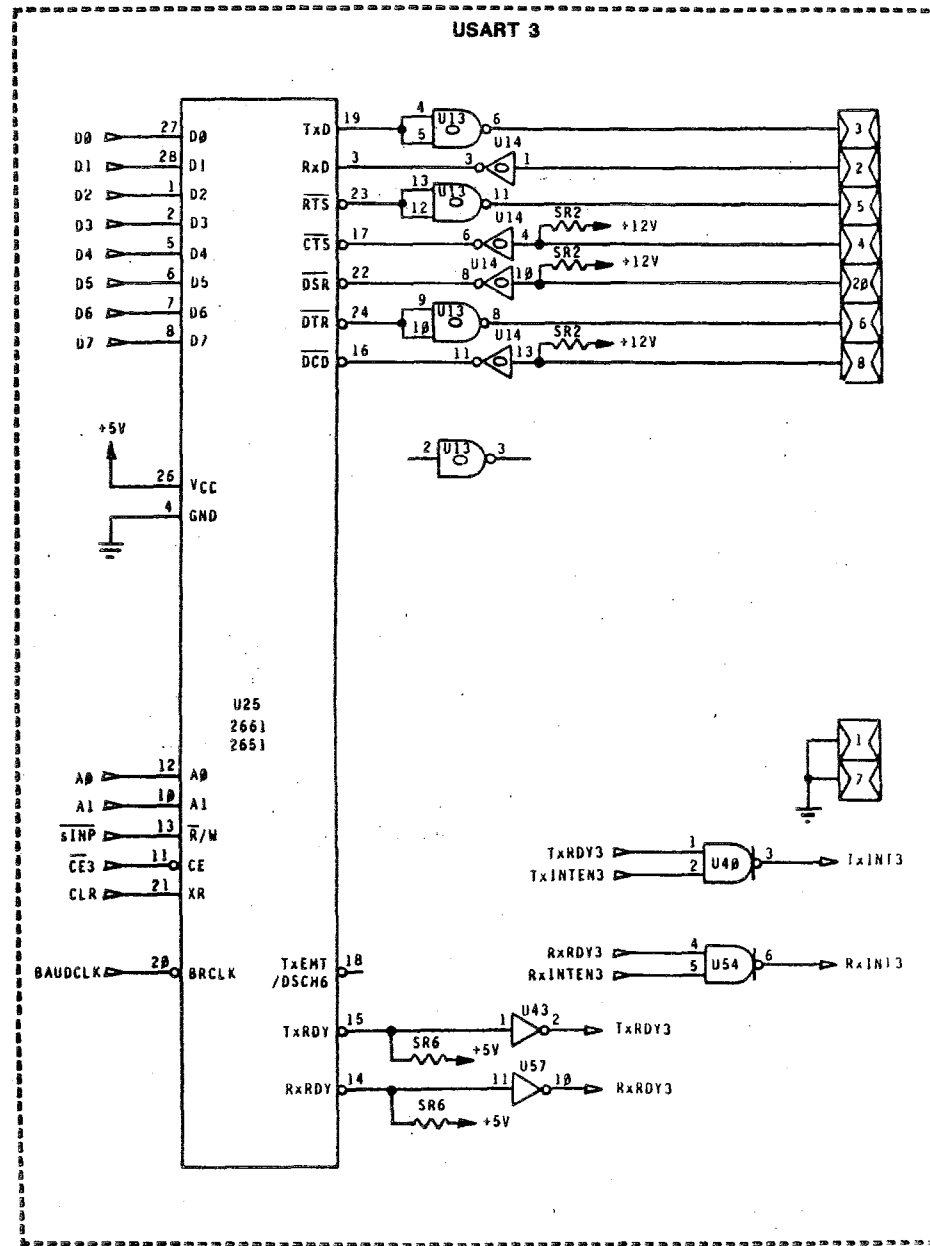 USART 3
D0 27 D0
D1 28 D1
D2 1 D2
D3 2 D3
D4 5 D4
D5 6 D5
D6 7 D6
D7 8 D7
+5V
26 VCC
4 GND
U25
2661
2651
A0 12 A0
A1 10 A1
sINP 13 R/W
CE3 11 CE
CLR 21 XR
BAUDCLK 20 BRCLK
TxD 19 4 5 U13 6 3
RxD 3 3 U14 1 2
RTS 23 13 12 U13 11 5
CTS 17 6 U14 4 SR2 +12V 4
DSR 22 8 U14 10 SR2 +12V 20
DTR 24 9 10 U13 8 6
DCD 16 11 U14 13 SR2 +12V 8
2 U13 3
1
7
TxRDY3 1
TxINTEN3 2 U40 3 TxINT3
RxRDY3 4
RxINTEN3 5 U54 6 RxINT3
TxEMT 18
/DSCHG
TxRDY 15 1 U43 2 TxRDY3
SR6 +5V
RxRDY 14 11 U57 10 RxRDY3
SR6 +5V